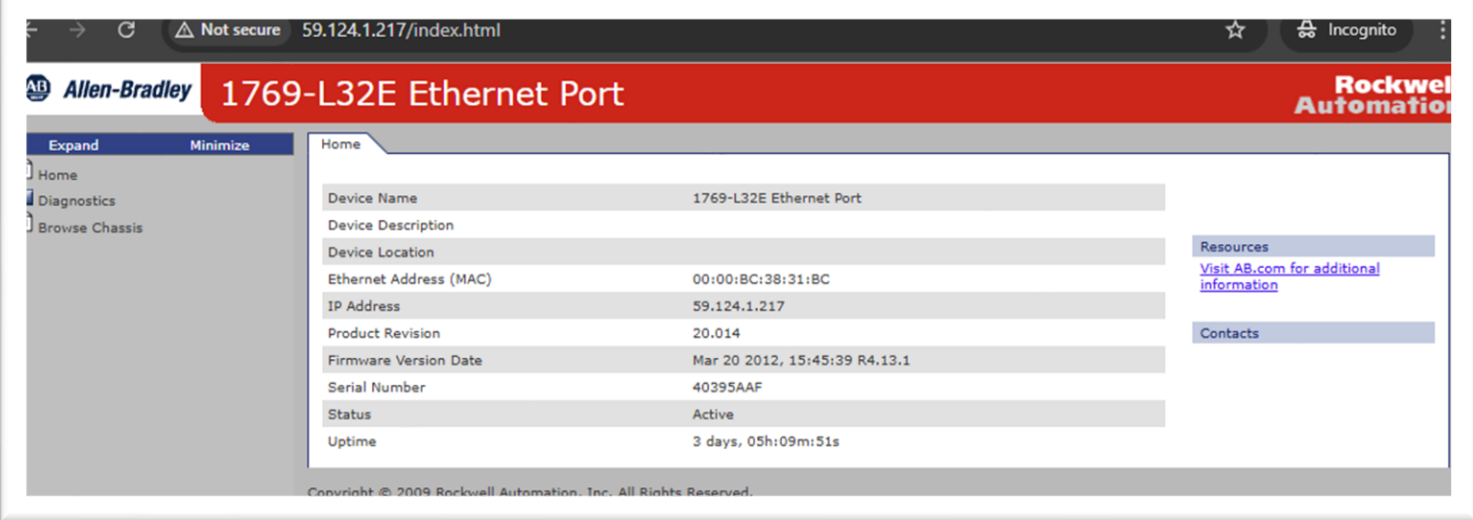 Not secure 59.124.1.217/index.html Incognito
AB Allen-Bradley 1769-L32E Ethernet Port Rockwel
Automatio
Expand Minimize
Home
Diagnostics
Browse Chassis
Home
Device Name 1769-L32E Ethernet Port
Device Description
Device Location
Ethernet Address (MAC) 00:00:BC:38:31:BC
IP Address 59.124.1.217
Product Revision 20.014
Firmware Version Date Mar 20 2012, 15:45:39 R4.13.1
Serial Number 40395AAF
Status Active
Uptime 3 days, 05h:09m:51s
Resources
Visit AB.com for additional
information
Contacts
Copyright © 2009 Rockwell Automation, Inc. All Rights Reserved.